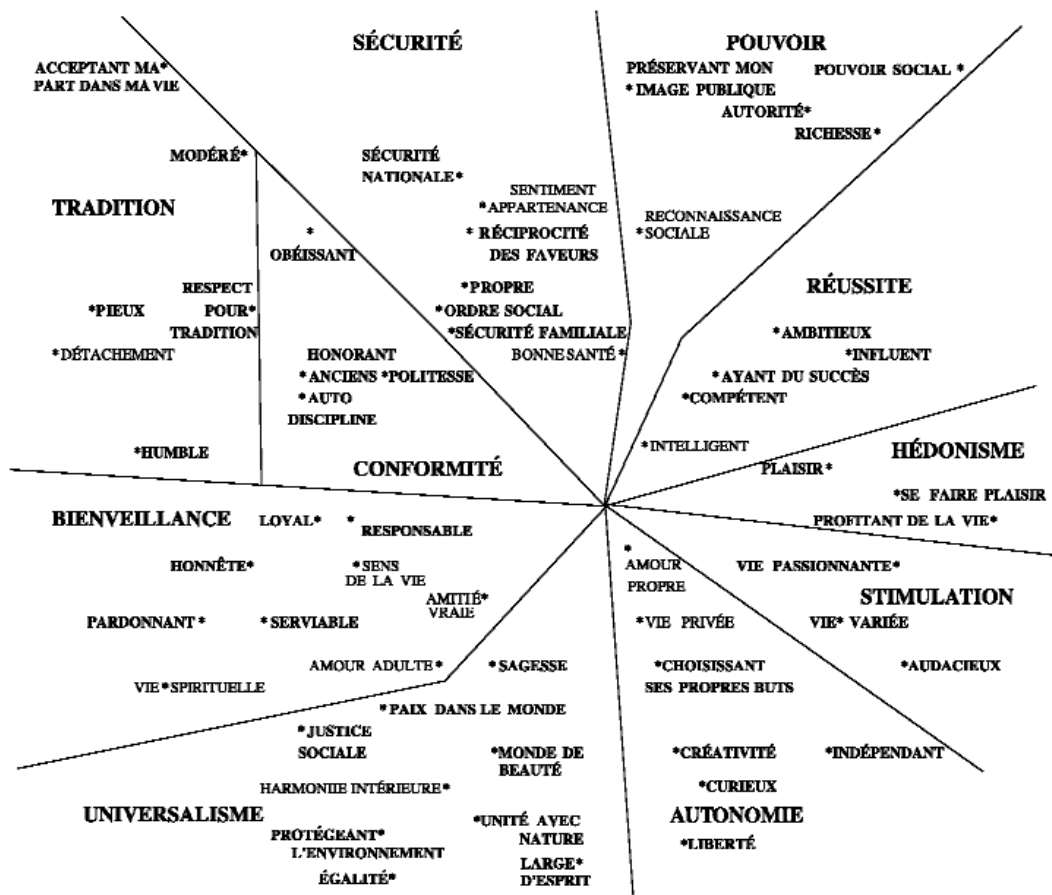 SÉCURITÉ
POUVOIR
ACCEPTANT MA*
PART DANS MA VIE
PRÉSERVANT MON
*IMAGE PUBLIQUE
POUVOIR SOCIAL *
AUTORITÉ*
RICHESSE*
MODÉRÉ*
SÉCURITÉ
NATIONALE*
SENTIMENT
*APPARTENANCE
TRADITION
*
OBÉISSANT
* RÉCIPROCITÉ
DES FAVEURS
RECONNAISSANCE
*SOCIALE
RÉUSSITE
RESPECT
POUR*
TRADITION
*PIEUX
*DÉTACHEMENT
*PROPRE
*ORDRE SOCIAL
*SÉCURITÉ FAMILIALE
BONNE SANTÉ*
*AMBITIEUX
*INFLUENT
*AYANT DU SUCCÈS
*COMPÉTENT
HONORANT
*ANCIENS *POLITESSE
*AUTO
DISCIPLINE
*HUMBLE
CONFORMITÉ
*INTELLIGENT
HÉDONISME
PLAISIR*
*SE FAIRE PLAISIR
PROFITANT DE LA VIE*
BIENVEILLANCE
LOYAL*
*
RESPONSABLE
HONNÊTE*
*SENS
DE LA VIE
AMITIÉ*
VRAIE
*
AMOUR
PROPRE
VIE PASSIONNANTE*
STIMULATION
PARDONNANT *
*SERVIABLE
*VIE PRIVÉE
VIE* VARIÉE
AMOUR ADULTE*
*SAGESSE
*CHOISISSANT
SES PROPRES BUTS
*AUDACIEUX
VIE *SPIRITUELLE
*PAIX DANS LE MONDE
*JUSTICE
SOCIALE
*MONDE DE
BEAUTÉ
*CRÉATIVITÉ
*INDÉPENDANT
HARMONIIE INTÉRIEURE*
*CURIEUX
UNIVERSALISME
*UNITÉ AVEC
NATURE
AUTONOMIE
PROTÉGEANT*
L'ENVIRONNEMENT
*LIBERTÉ
LARGE*
D'ESPRIT
ÉGALITÉ*